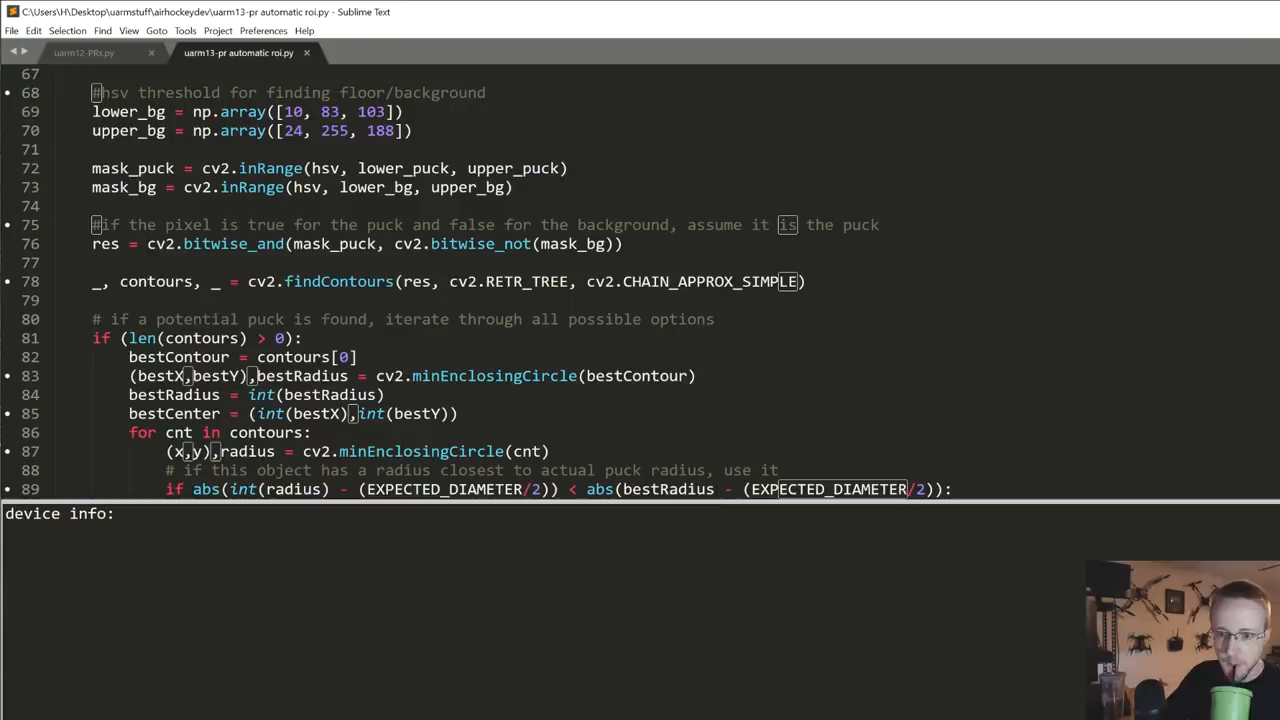 C:\Users\H\Desktop\uarmstuff\airhockeydev\uarm13-pr automatic roi.py - Sublime Text
File Edit Selection Find View Goto Tools Project Preferences Help
uarm12-PRs.py × uarm13-pr automatic roi.py ×
67
68 #hsv threshold for finding floor/background
69 lower_bg = np.array([10, 83, 103])
70 upper_bg = np.array([24, 255, 188])
71
72 mask_puck = cv2.inRange(hsv, lower_puck, upper_puck)
73 mask_bg = cv2.inRange(hsv, lower_bg, upper_bg)
74
75 #if the pixel is true for the puck and false for the background, assume it is the puck
76 res = cv2.bitwise_and(mask_puck, cv2.bitwise_not(mask_bg))
77
78 _, contours, _ = cv2.findContours(res, cv2.RETR_TREE, cv2.CHAIN_APPROX_SIMPLE)
79
80 # if a potential puck is found, iterate through all possible options
81 if (len(contours) > 0):
82 bestContour = contours[0]
83 (bestX,bestY),bestRadius = cv2.minEnclosingCircle(bestContour)
84 bestRadius = int(bestRadius)
85 bestCenter = (int(bestX),int(bestY))
86 for cnt in contours:
87 (x,y),radius = cv2.minEnclosingCircle(cnt)
88 # if this object has a radius closest to actual puck radius, use it
89 if abs(int(radius) - (EXPECTED_DIAMETER/2)) < abs(bestRadius - (EXPECTED_DIAMETER/2)):
device info: